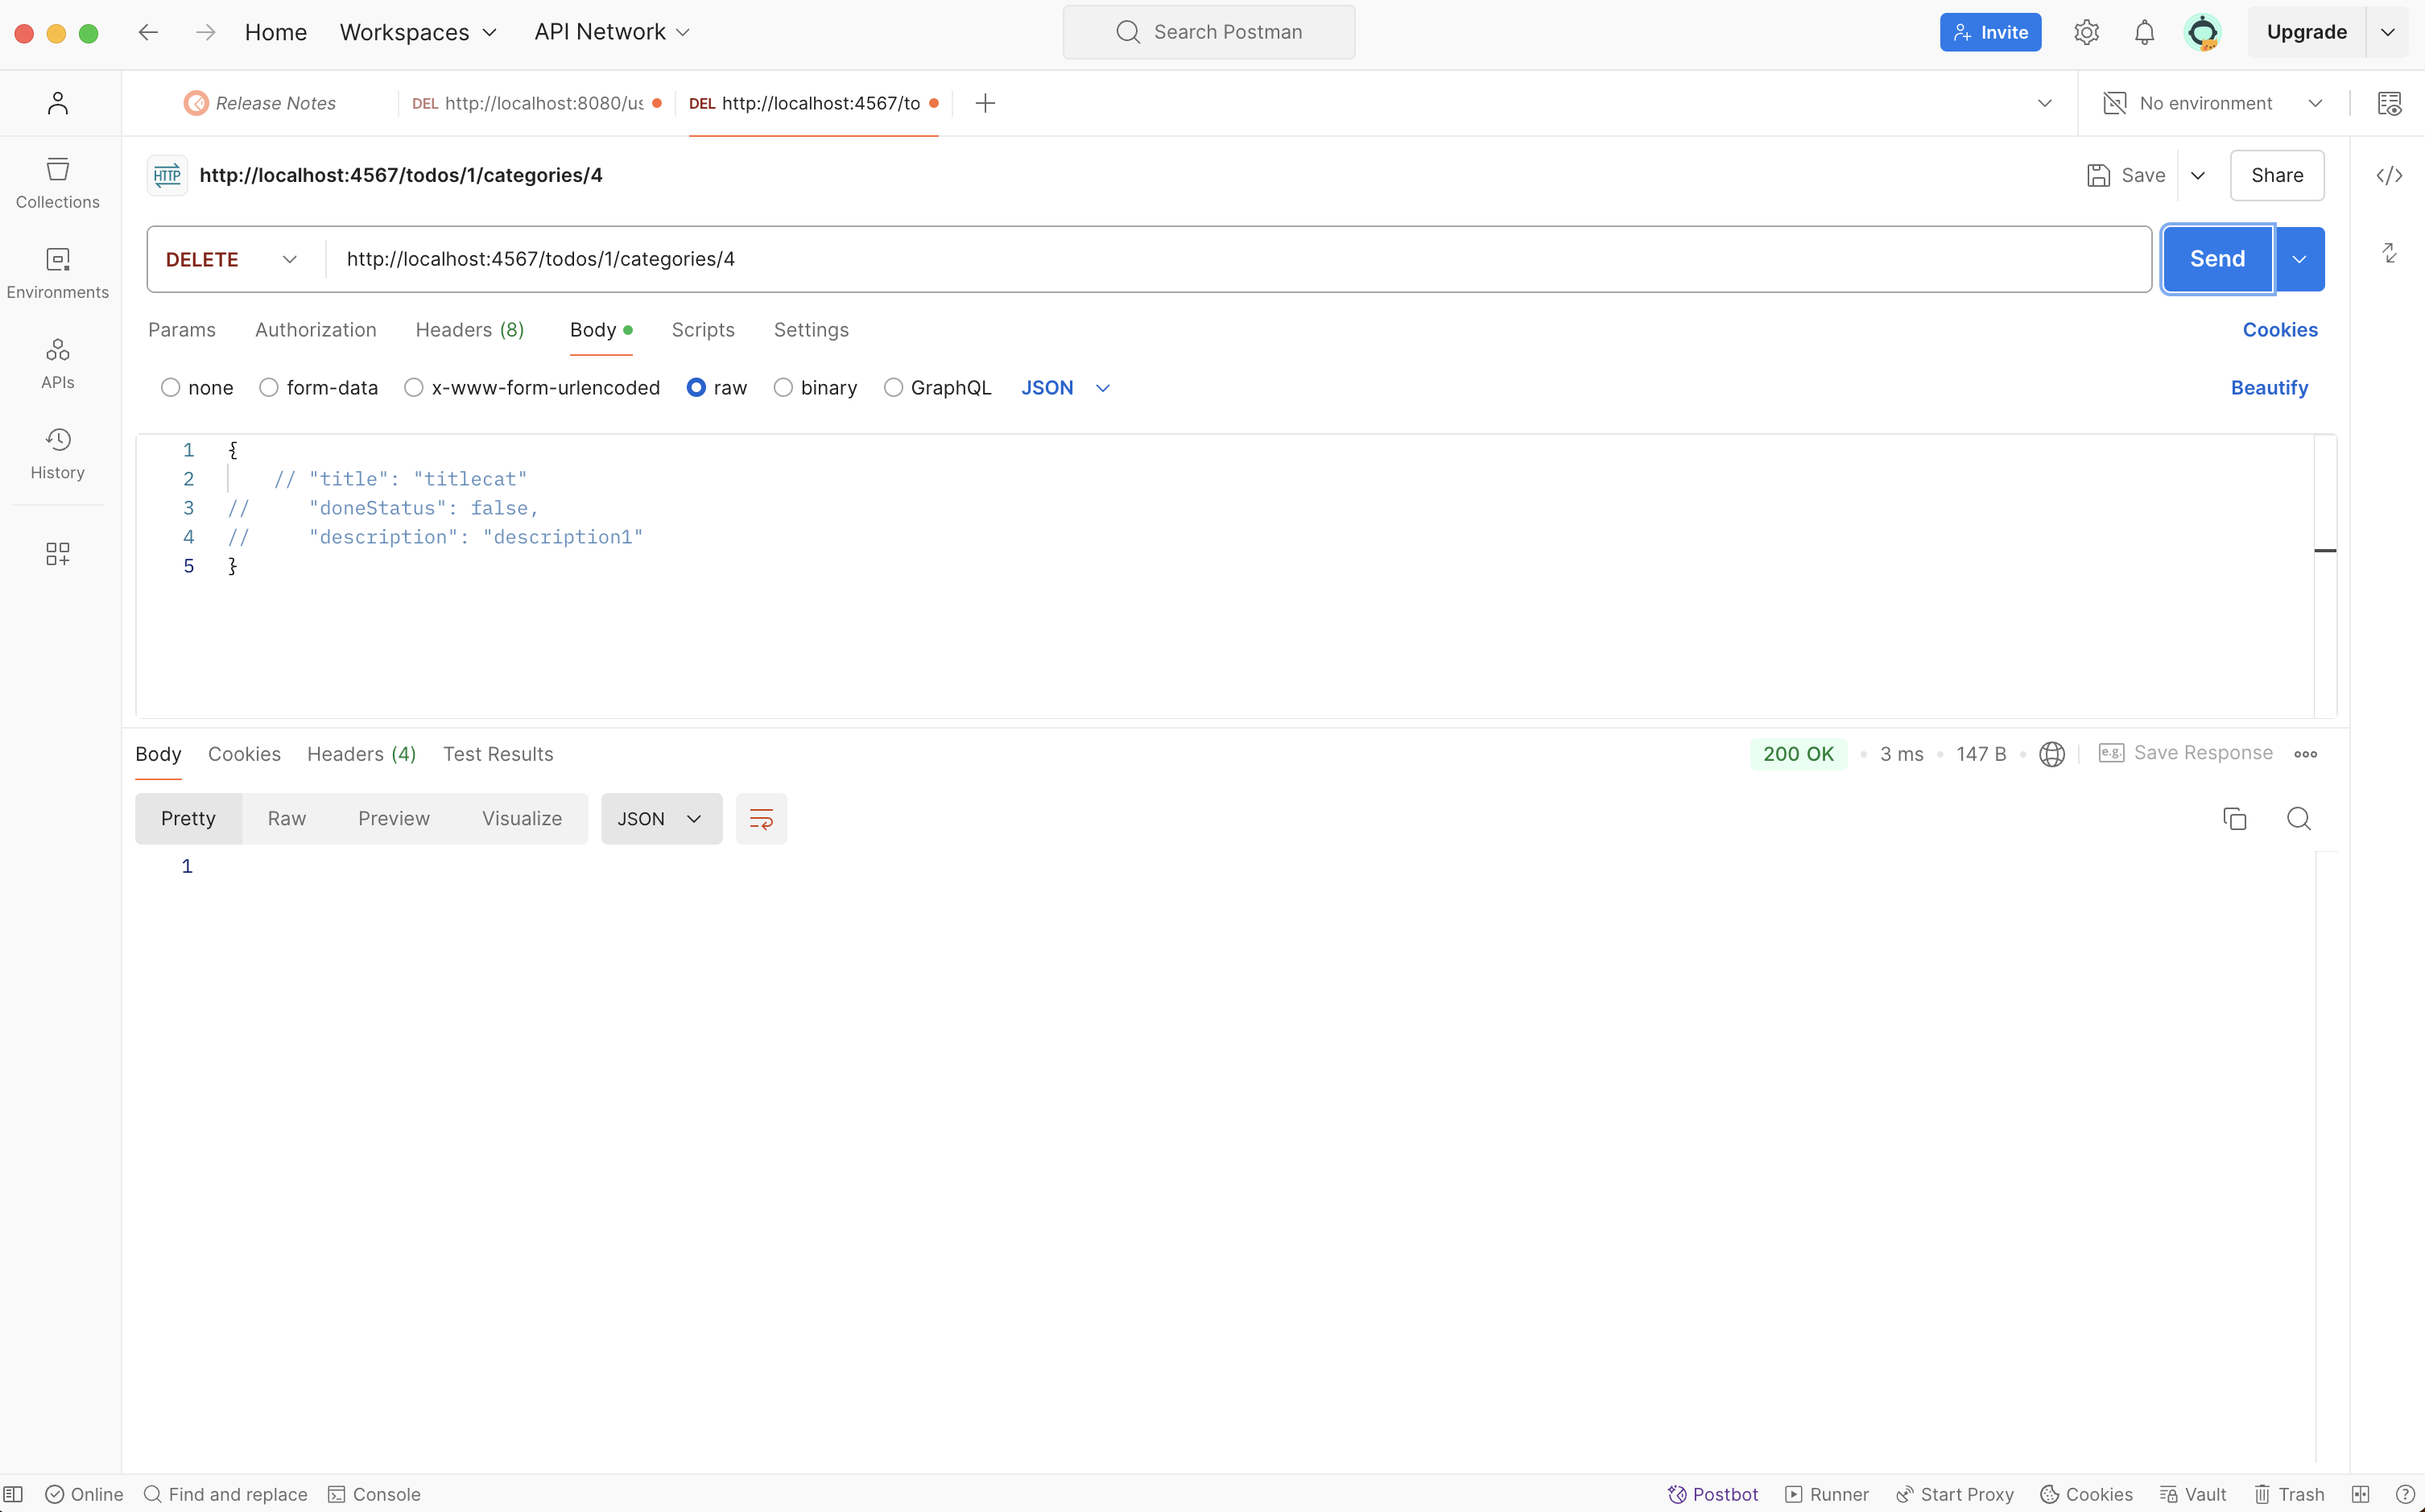 Home Workspaces API Network Search Postman Invite Upgrade
Release Notes DEL http://localhost:8080/us DEL http://localhost:4567/to No environment
HTTP http://localhost:4567/todos/1/categories/4 Save Share
Collections
DELETE http://localhost:4567/todos/1/categories/4 Send
Environments
Params Authorization Headers (8) Body Scripts Settings Cookies
APIs
none form-data x-www-form-urlencoded raw binary GraphQL JSON Beautify
History
1 {
2 // "title": "titlecat"
3 // "doneStatus": false,
4 // "description": "description1"
5 }
Body Cookies Headers (4) Test Results 200 OK 3 ms 147 B e.g. Save Response
Pretty Raw Preview Visualize JSON
1
Online Find and replace Console Postbot Runner Start Proxy Cookies Vault Trash